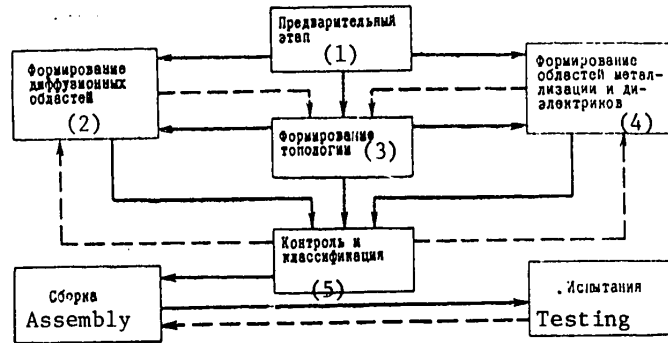 Предварительный
этап
(1)
Формирование
диффузионных
областей
(2)
Формирование
областей метал-
лизации и ди-
электриков
(4)
Формирование
топологии (3)
Контроль и
классификация
(5)
Сборка
Assembly
Испытания
Testing